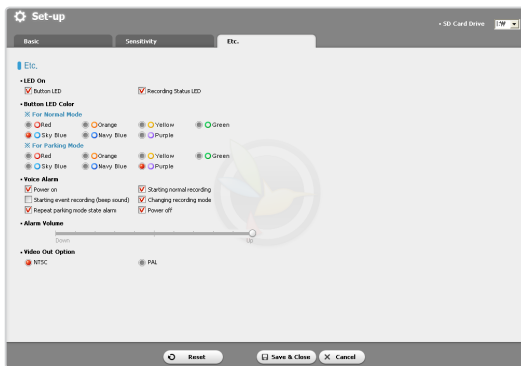 Set-up
• SD Card Drive I:₩
Basic Sensitivity Etc.
Etc.
• LED On
Button LED Recording Status LED
• Button LED Color
※ For Normal Mode
Red Orange Yellow Green
Sky Blue Navy Blue Purple
※ For Parking Mode
Red Orange Yellow Green
Sky Blue Navy Blue Purple
• Voice Alarm
Power on Starting normal recording
Starting event recording (beep sound) Changing recording mode
Repeat parking mode state alarm Power off
• Alarm Volume
Down Up
• Video Out Option
NTSC PAL
Reset Save & Close Cancel